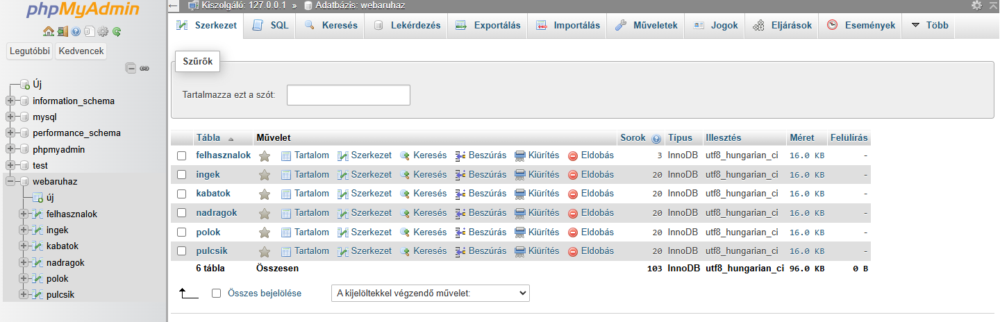 phpMyAdmin
Legutóbbi Kedvencek
Új
information_schema
mysql
performance_schema
phpmyadmin
test
webaruhaz
új
felhasznalok
ingek
kabatok
nadragok
polok
pulcsik
Kiszolgáló: 127.0.0.1 » Adatbázis: webaruhaz
Szerkezet SQL Keresés Lekérdezés Exportálás Importálás Műveletek Jogok Eljárások Események Több
Szűrők
Tartalmazza ezt a szót:
Tábla Művelet Sorok Típus Illesztés Méret Felülírás
felhasznalok Tartalom Szerkezet Keresés Beszúrás Kiürítés Eldobás 3 InnoDB utf8_hungarian_ci 16.0 KB -
ingek Tartalom Szerkezet Keresés Beszúrás Kiürítés Eldobás 20 InnoDB utf8_hungarian_ci 16.0 KB -
kabatok Tartalom Szerkezet Keresés Beszúrás Kiürítés Eldobás 20 InnoDB utf8_hungarian_ci 16.0 KB -
nadragok Tartalom Szerkezet Keresés Beszúrás Kiürítés Eldobás 20 InnoDB utf8_hungarian_ci 16.0 KB -
polok Tartalom Szerkezet Keresés Beszúrás Kiürítés Eldobás 20 InnoDB utf8_hungarian_ci 16.0 KB -
pulcsik Tartalom Szerkezet Keresés Beszúrás Kiürítés Eldobás 20 InnoDB utf8_hungarian_ci 16.0 KB -
6 tábla Összesen 103 InnoDB utf8_hungarian_ci 96.0 KB 0 B
Összes bejelölése A kijelöltekkel végzendő művelet: